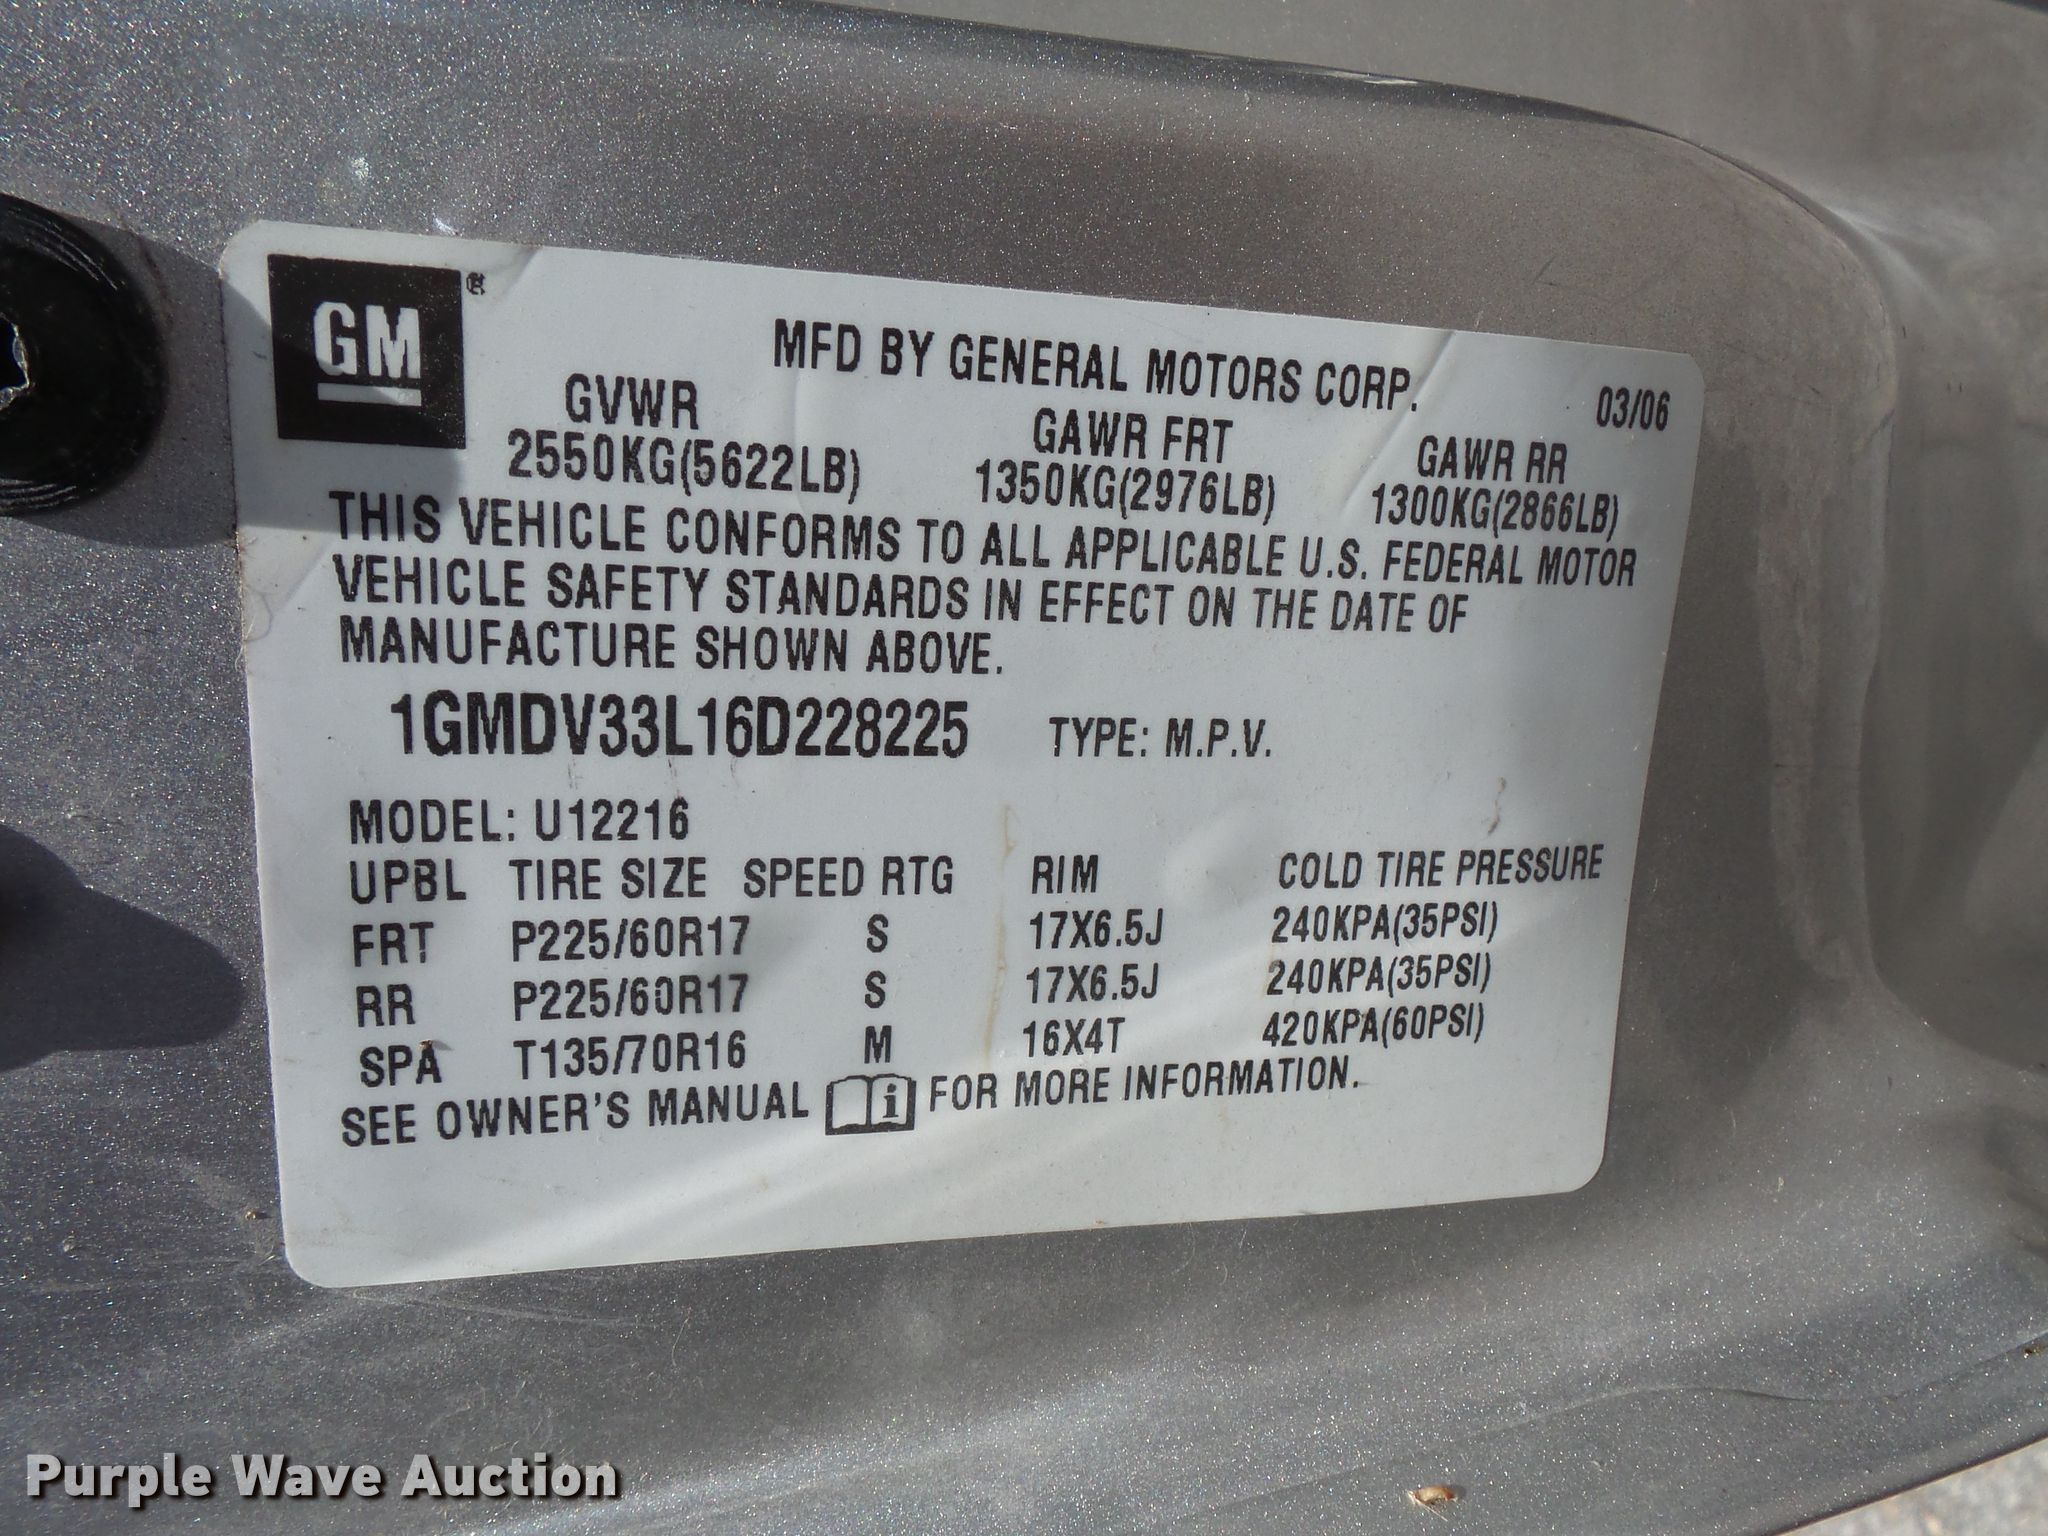 GM ®
MFD BY GENERAL MOTORS CORP.
03/06
GVWR GAWR FRT GAWR RR
2550KG(5622LB) 1350KG(2976LB) 1300KG(2866LB)
THIS VEHICLE CONFORMS TO ALL APPLICABLE U.S. FEDERAL MOTOR
VEHICLE SAFETY STANDARDS IN EFFECT ON THE DATE OF
MANUFACTURE SHOWN ABOVE.
1GMDV33L16D228225 TYPE: M.P.V.
MODEL: U12216
UPBL TIRE SIZE SPEED RTG RIM COLD TIRE PRESSURE
FRT P225/60R17 S 17X6.5J 240KPA(35PSI)
RR P225/60R17 S 17X6.5J 240KPA(35PSI)
SPA T135/70R16 M 16X4T 420KPA(60PSI)
SEE OWNER'S MANUAL i FOR MORE INFORMATION.
Purple Wave Auction